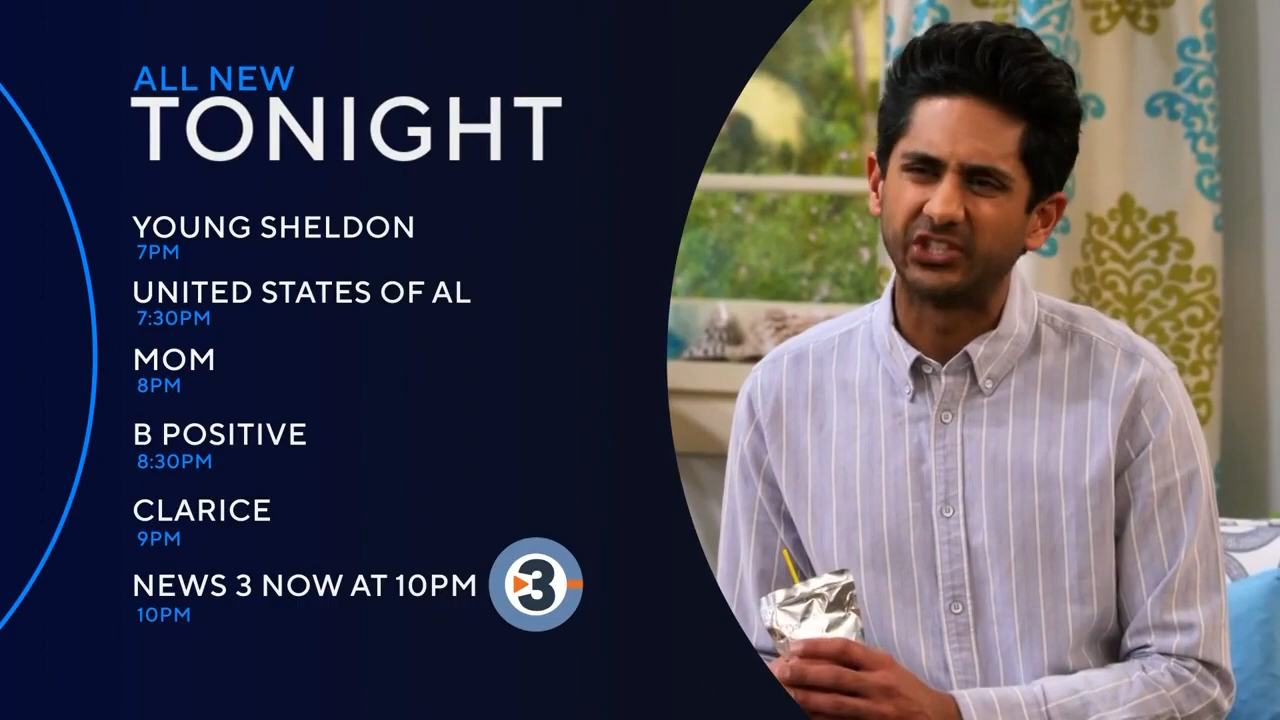 ALL NEW
TONIGHT
YOUNG SHELDON
7PM
UNITED STATES OF AL
7:30PM
MOM
8PM
B POSITIVE
8:30PM
CLARICE
9PM
NEWS 3 NOW AT 10PM
3
10PM